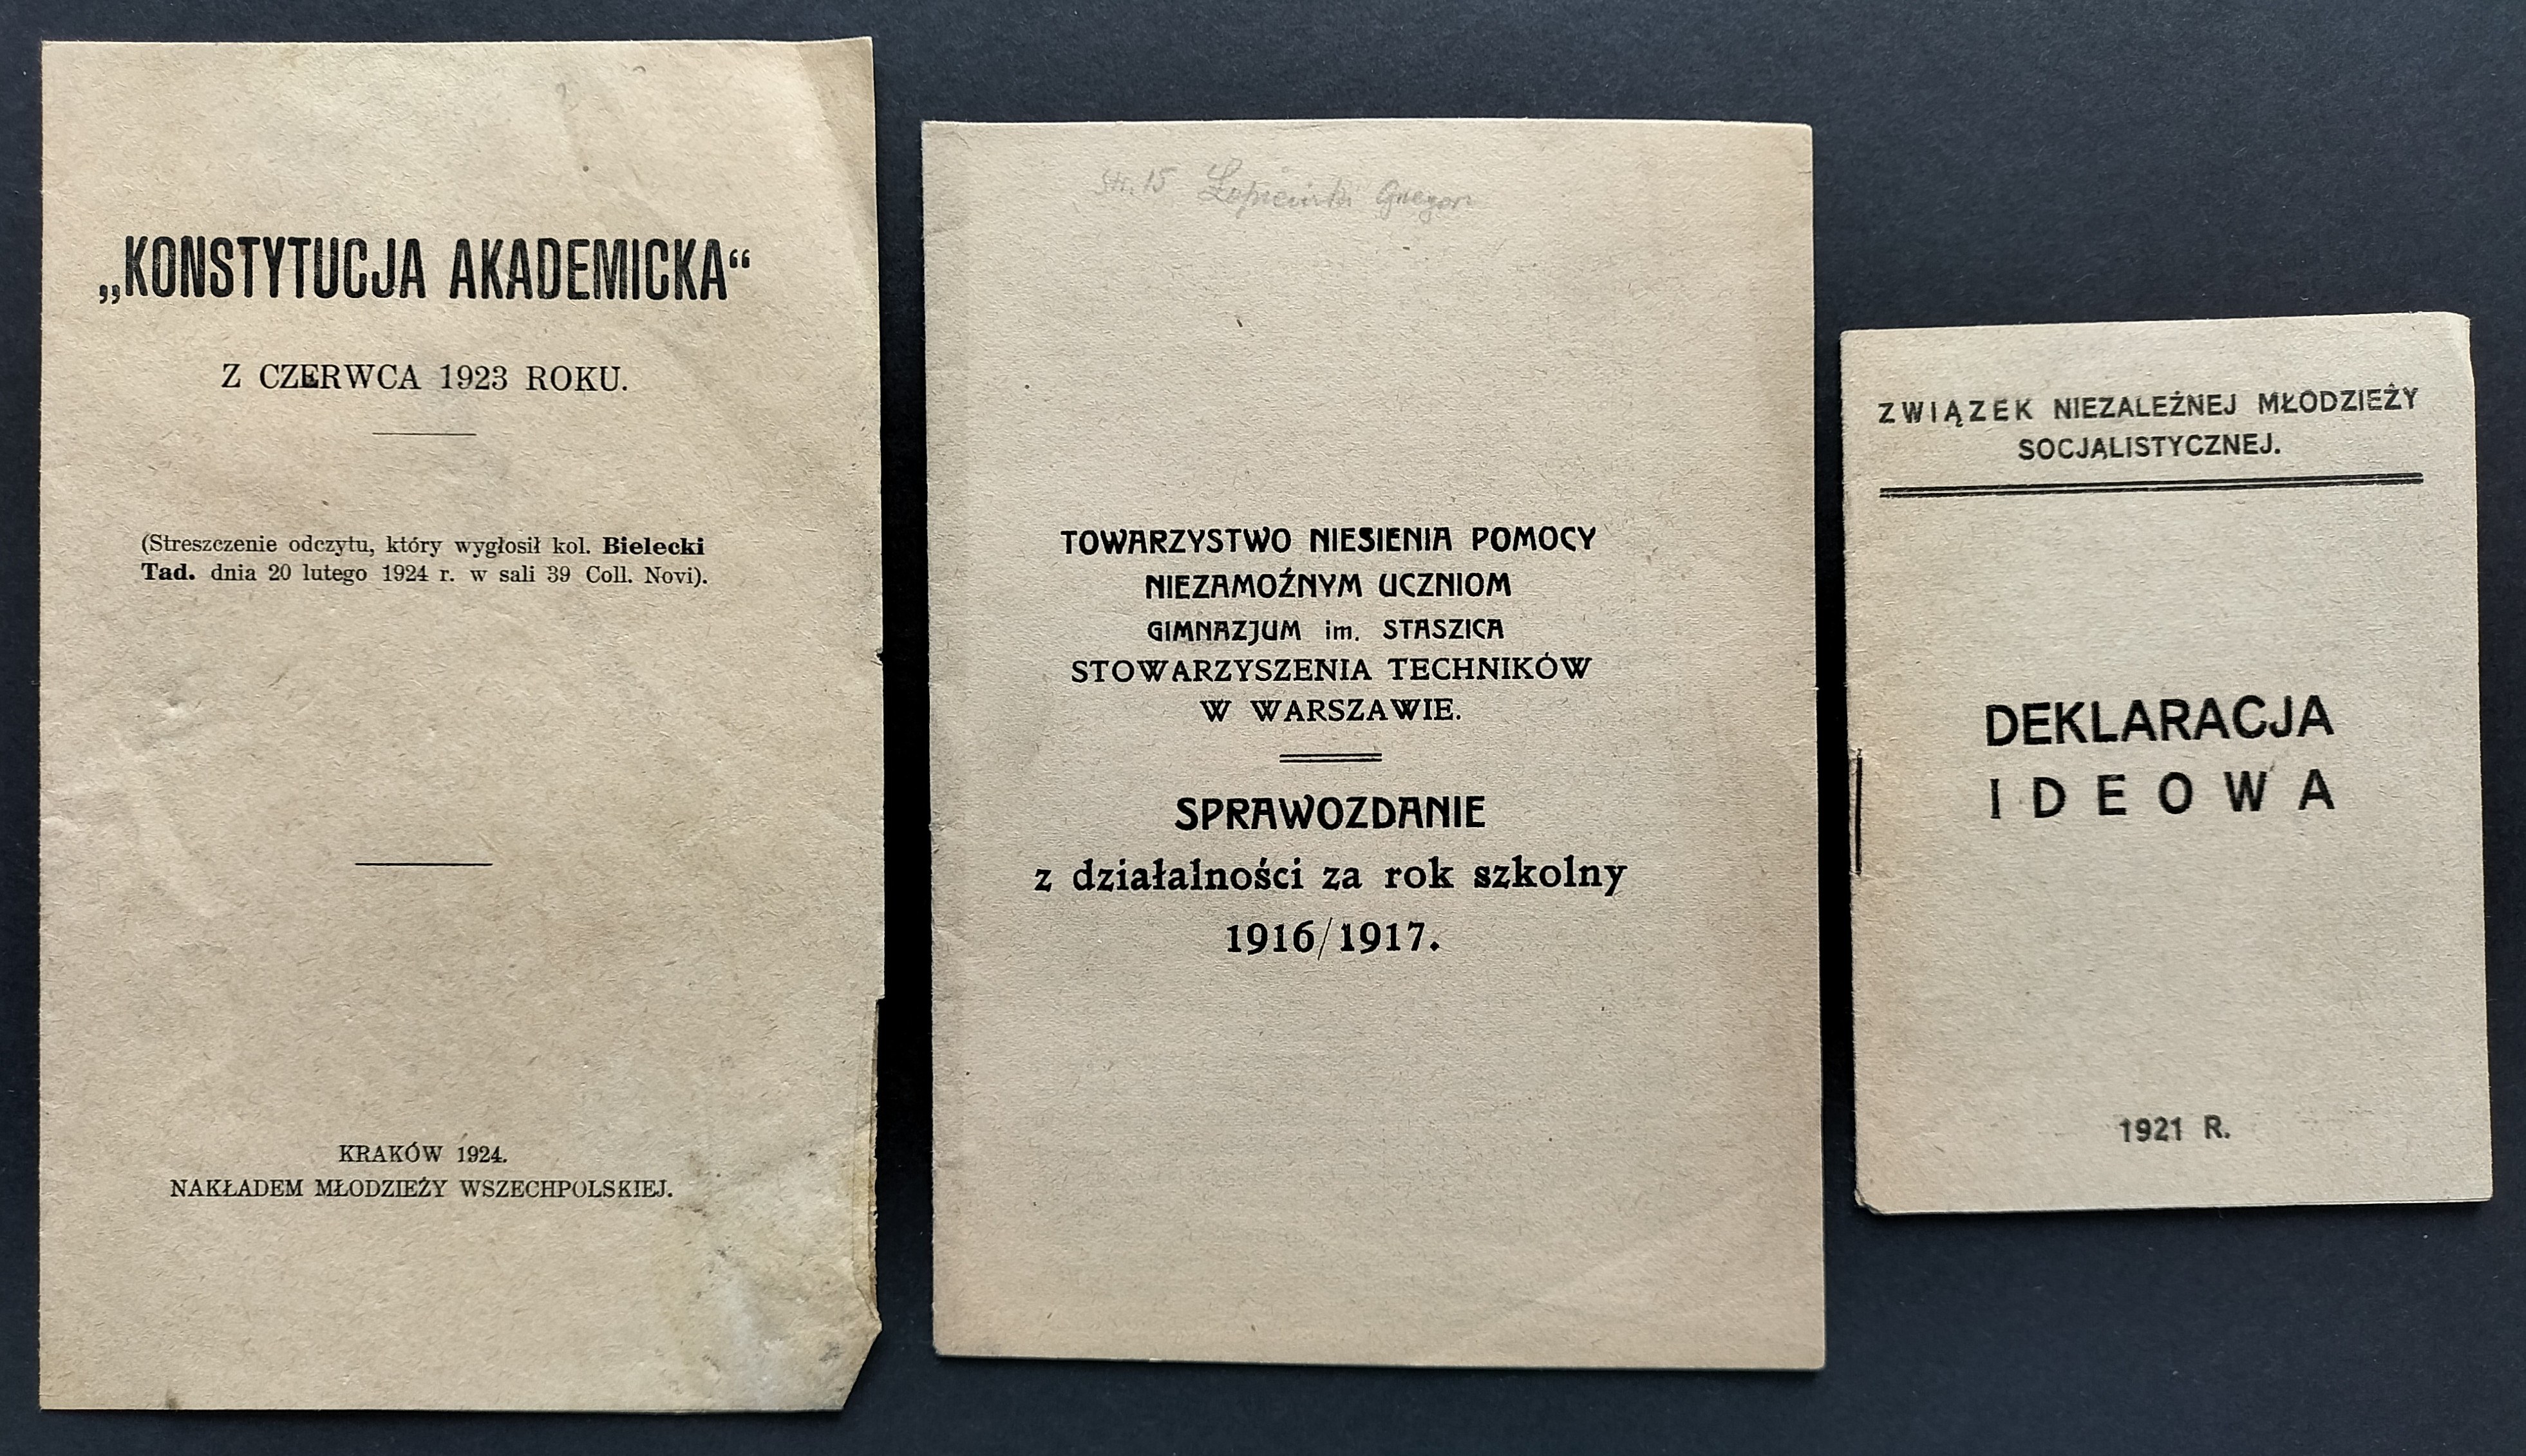 „KONSTYTUCJA AKADEMICKA“
Z CZERWCA 1923 ROKU.
(Streszczenie odczytu, który wygłosił kol. Bielecki
Tad. dnia 20 lutego 1924 r. w sali 39 Coll. Novi).
KRAKÓW 1924.
NAKŁADEM MŁODZIEŻY WSZECHPOLSKIEJ.
Str. 15
TOWARZYSTWO NIESIENIA POMOCY
NIEZAMOŻNYM UCZNIOM
GIMNAZJUM im. STASZICA
STOWARZYSZENIA TECHNIKÓW
W WARSZAWIE.
SPRAWOZDANIE
z działalności za rok szkolny
1916/1917.
ZWIĄZEK NIEZALEŻNEJ MŁODZIEŻY
SOCJALISTYCZNEJ.
DEKLARACJA
IDEOWA
1921 R.